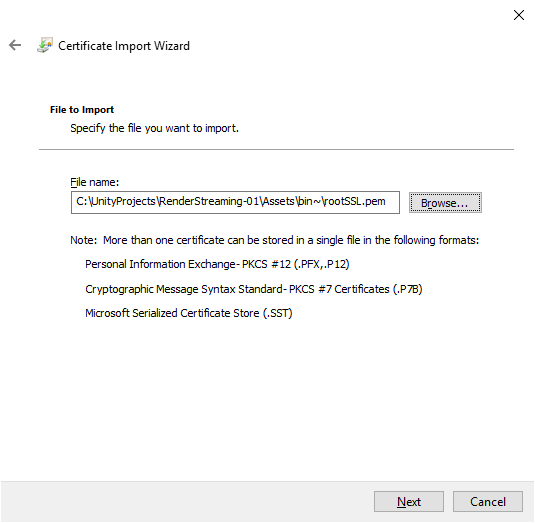 Certificate Import Wizard
File to Import
Specify the file you want to import.
File name:
C:\UnityProjects\RenderStreaming-01\Assets\bin~\rootSSL.pem
Browse...
Note: More than one certificate can be stored in a single file in the following formats:
Personal Information Exchange- PKCS #12 (.PFX,.P12)
Cryptographic Message Syntax Standard- PKCS #7 Certificates (.P7B)
Microsoft Serialized Certificate Store (.SST)
Next Cancel